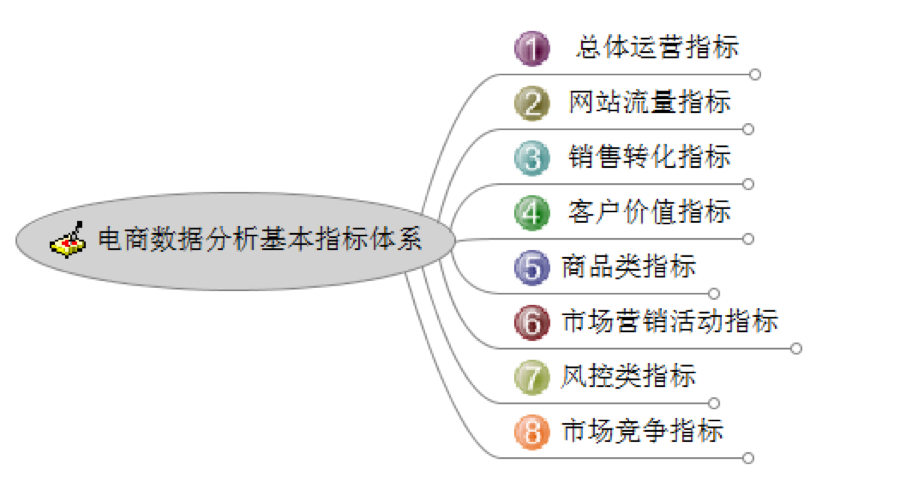 电商数据分析基本指标体系
1 总体运营指标
2 网站流量指标
3 销售转化指标
4 客户价值指标
5 商品类指标
6 市场营销活动指标
7 风控类指标
8 市场竞争指标